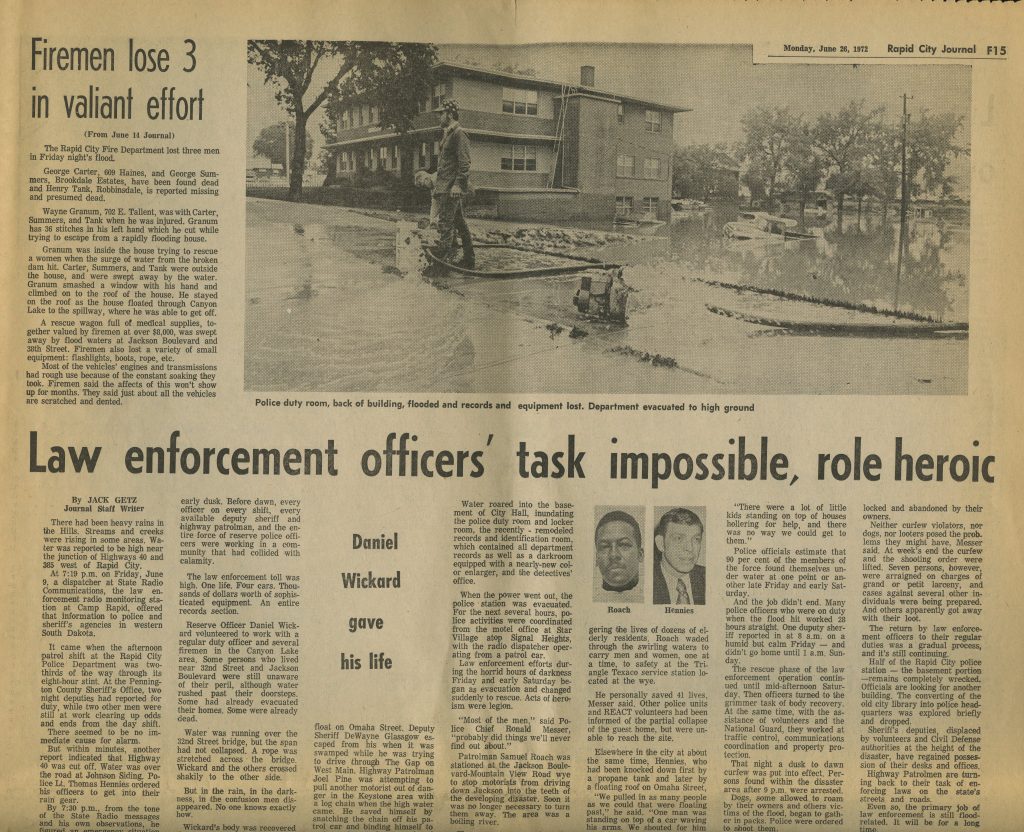 Monday, June 26, 1972 Rapid City Journal F15
Firemen lose 3
in valiant effort
(From June 14 Journal)
The Rapid City Fire Department lost three men
in Friday night's flood.
George Carter, 609 Haines, and George Sum-
mers, Brookdale Estates, have been found dead
and Henry Tank, Robbinsdale, is reported missing
and presumed dead.
Wayne Granum, 702 E. Tallent, was with Carter,
Summers, and Tank when he was injured. Granum
has 36 stitches in his left hand which he cut while
trying to escape from a rapidly flooding house.
Granum was inside the house trying to rescue
a women when the surge of water from the broken
dam hit. Carter, Summers, and Tank were outside
the house, and were swept away by the water.
Granum smashed a window with his hand and
climbed on to the roof of the house. He stayed
on the roof as the house floated through Canyon
Lake to the spillway, where he was able to get off.
A rescue wagon full of medical supplies, to-
gether valued by firemen at over $8,000, was swept
away by flood waters at Jackson Boulevard and
38th Street. Firemen also lost a variety of small
equipment: flashlights, boots, rope, etc.
Most of the vehicles' engines and transmissions
had rough use because of the constant soaking they
took. Firemen said the affects of this won't show
up for months. They said just about all the vehicles
are scratched and dented.
Police duty room, back of building, flooded and records and equipment lost. Department evacuated to high ground
Law enforcement officers' task impossible, role heroic
By JACK GETZ
Journal Staff Writer
There had been heavy rains in
the Hills. Streams and creeks
were rising in some areas. Wa-
ter was reported to be high near
the junction of Highways 40 and
385 west of Rapid City.
At 7:19 p.m. on Friday, June
9, a dispatcher at State Radio
Communications, the law en-
forcement radio monitoring sta-
tion at Camp Rapid, offered
that information to police and
sheriff's agencies in western
South Dakota.
It came when the afternoon
patrol shift at the Rapid City
Police Department was two-
thirds of the way through its
eight-hour stint. At the Penning-
ton County Sheriff's Office, two
night deputies had reported for
duty, while two other men were
still at work clearing up odds
and ends from the day shift.
There seemed to be no im-
mediate cause for alarm.
But within minutes, another
report indicated that Highway
40 was cut off. Water was over
the road at Johnson Siding. Po-
lice Lt. Thomas Hennies ordered
his officers to get into their
rain gear.
By 7:30 p.m., from the tone
of the State Radio messages
and his own observations, he
early dusk. Before dawn, every
officer on every shift, every
available deputy sheriff and
highway patrolman, and the en-
tire force of reserve police offi-
cers were working in a com-
munity that had collided with
calamity.
The law enforcement toll was
high. One life. Four cars. Thou-
sands of dollars worth of sophis-
ticated equipment. An entire
records section.
Reserve Officer Daniel Wick-
ard volunteered to work with a
regular duty officer and several
firemen in the Canyon Lake
area. Some persons who lived
near 32nd Street and Jackson
Boulevard were still unaware
of their peril, although water
rushed past their doorsteps.
Some had already evacuated
their homes. Some were already
dead.
Water was running over the
32nd Street bridge, but the span
had not collapsed. A rope was
stretched across the bridge.
Wickard and the others crossed
shakily to the other side.
But in the rain, in the dark-
ness, in the confusion men dis-
appeared. No one knows exactly
how.
Wickard's body was recovered
Daniel
Wickard
gave
his life
float on Omaha Street. Deputy
Sheriff DeWayne Glassgow es-
caped from his when it was
swamped while he was trying
to drive through The Gap on
West Main. Highway Patrolman
Joel Pine was attempting to
pull another motorist out of dan-
ger in the Keystone area with
a log chain when the high water
came. He saved himself by
snatching the chain off his pa-
trol car and binding himself to
Water roared into the base-
ment of City Hall, inundating
the police duty room and locker
room, the recently - remodeled
records and identification room,
which contained all department
records as well as a darkroom
equipped with a nearly-new col-
or enlarger, and the detectives'
office.
When the power went out, the
police station was evacuated.
For the next several hours, po-
lice activities were coordinated
from the motel office at Star
Village atop Signal Heights,
with the radio dispatcher operat-
ing from a patrol car.
Law enforcement efforts dur-
ing the horrid hours of darkness
Friday and early Saturday be-
gan as evacuation and changed
suddenly to rescue. Acts of hero-
ism were legion.
"Most of the men," said Po-
lice Chief Ronald Messer,
"probably did things we'll never
find out about."
Patrolman Samuel Roach was
stationed at the Jackson Boule-
vard-Mountain View Road wye
to stop motorists from driving
down Jackson into the teeth of
the developing disaster. Soon it
was no longer necessary to turn
them away. The area was a
boiling river.
Roach Hennies
gering the lives of dozens of el-
derly residents, Roach waded
through the swirling waters to
carry men and women, one at
a time, to safety at the Tri-
angle Texaco service station lo-
cated at the wye.
He personally saved 41 lives,
Messer said. Other police units
and REACT volunteers had been
informed of the partial collapse
of the guest home, but were un-
able to reach the site.
Elsewhere in the city at about
the same time, Hennies, who
had been knocked down first by
a propane tank and later by
a floating roof on Omaha Street,
"We pulled in as many people
as we could that were floating
past," he said. "One man was
standing on top of a car waving
his arms. We shouted for him
"There were a lot of little
kids standing on top of houses
hollering for help, and there
was no way we could get to
them."
Police officials estimate that
90 per cent of the members of
the force found themselves un-
der water at one point or an-
other late Friday and early Sat-
urday.
And the job didn't end. Many
police officers who were on duty
when the flood hit worked 28
hours straight. One deputy sher-
iff reported in at 8 a.m. on a
humid but calm Friday — and
didn't go home until 1 a.m. Sun-
day.
The rescue phase of the law
enforcement operation contin-
ued until mid-afternoon Satur-
day. Then officers turned to the
grimmer task of body recovery.
At the same time, with the as-
sistance of volunteers and the
National Guard, they worked at
traffic control, communications
coordination and property pro-
tection.
That night a dusk to dawn
curfew was put into effect. Per-
sons found within the disaster
area after 9 p.m. were arrested.
Dogs, some allowed to roam
by their owners and others vic-
tims of the flood, began to gath-
er in packs. Police were ordered
to shoot them.
locked and abandoned by their
owners.
Neither curfew violators, nor
dogs, nor looters posed the prob-
lems they might have, Messer
said. At week's end the curfew
and the shooting order were
lifted. Seven persons, however,
were arraigned on charges of
grand or petit larceny, and
cases against several other in-
dividuals were being prepared.
And others apparently got away
with their loot.
The return by law enforce-
ment officers to their regular
duties was a gradual process,
and it's still continuing.
Half of the Rapid City police
station — the basement portion
—remains completely wrecked.
Officials are looking for another
building. The converting of the
old city library into police head-
quarters was explored briefly
and dropped.
Sheriff's deputies, displaced
by volunteers and Civil Defense
authorities at the height of the
disaster, have regained posses-
sion of their desks and offices.
Highway Patrolmen are turn-
ing back to their task of en-
forcing laws on the state's
streets and roads.
Even so, the primary job of
law enforcement is still flood-
related. It will be for a long